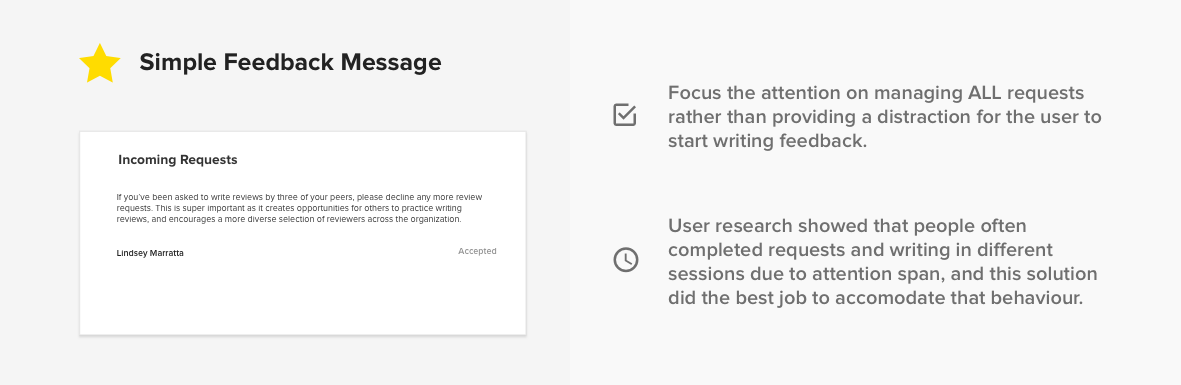 Simple Feedback Message
Incoming Requests
If you've been asked to write reviews by three of your peers, please decline any more review
requests. This is super important as it creates opportunities for others to practice writing
reviews, and encourages a more diverse selection of reviewers across the organization.
Lindsey Marratta
Accepted
Focus the attention on managing ALL requests
rather than providing a distraction for the user to
start writing feedback.
User research showed that people often
completed requests and writing in different
sessions due to attention span, and this solution
did the best job to accomodate that behaviour.